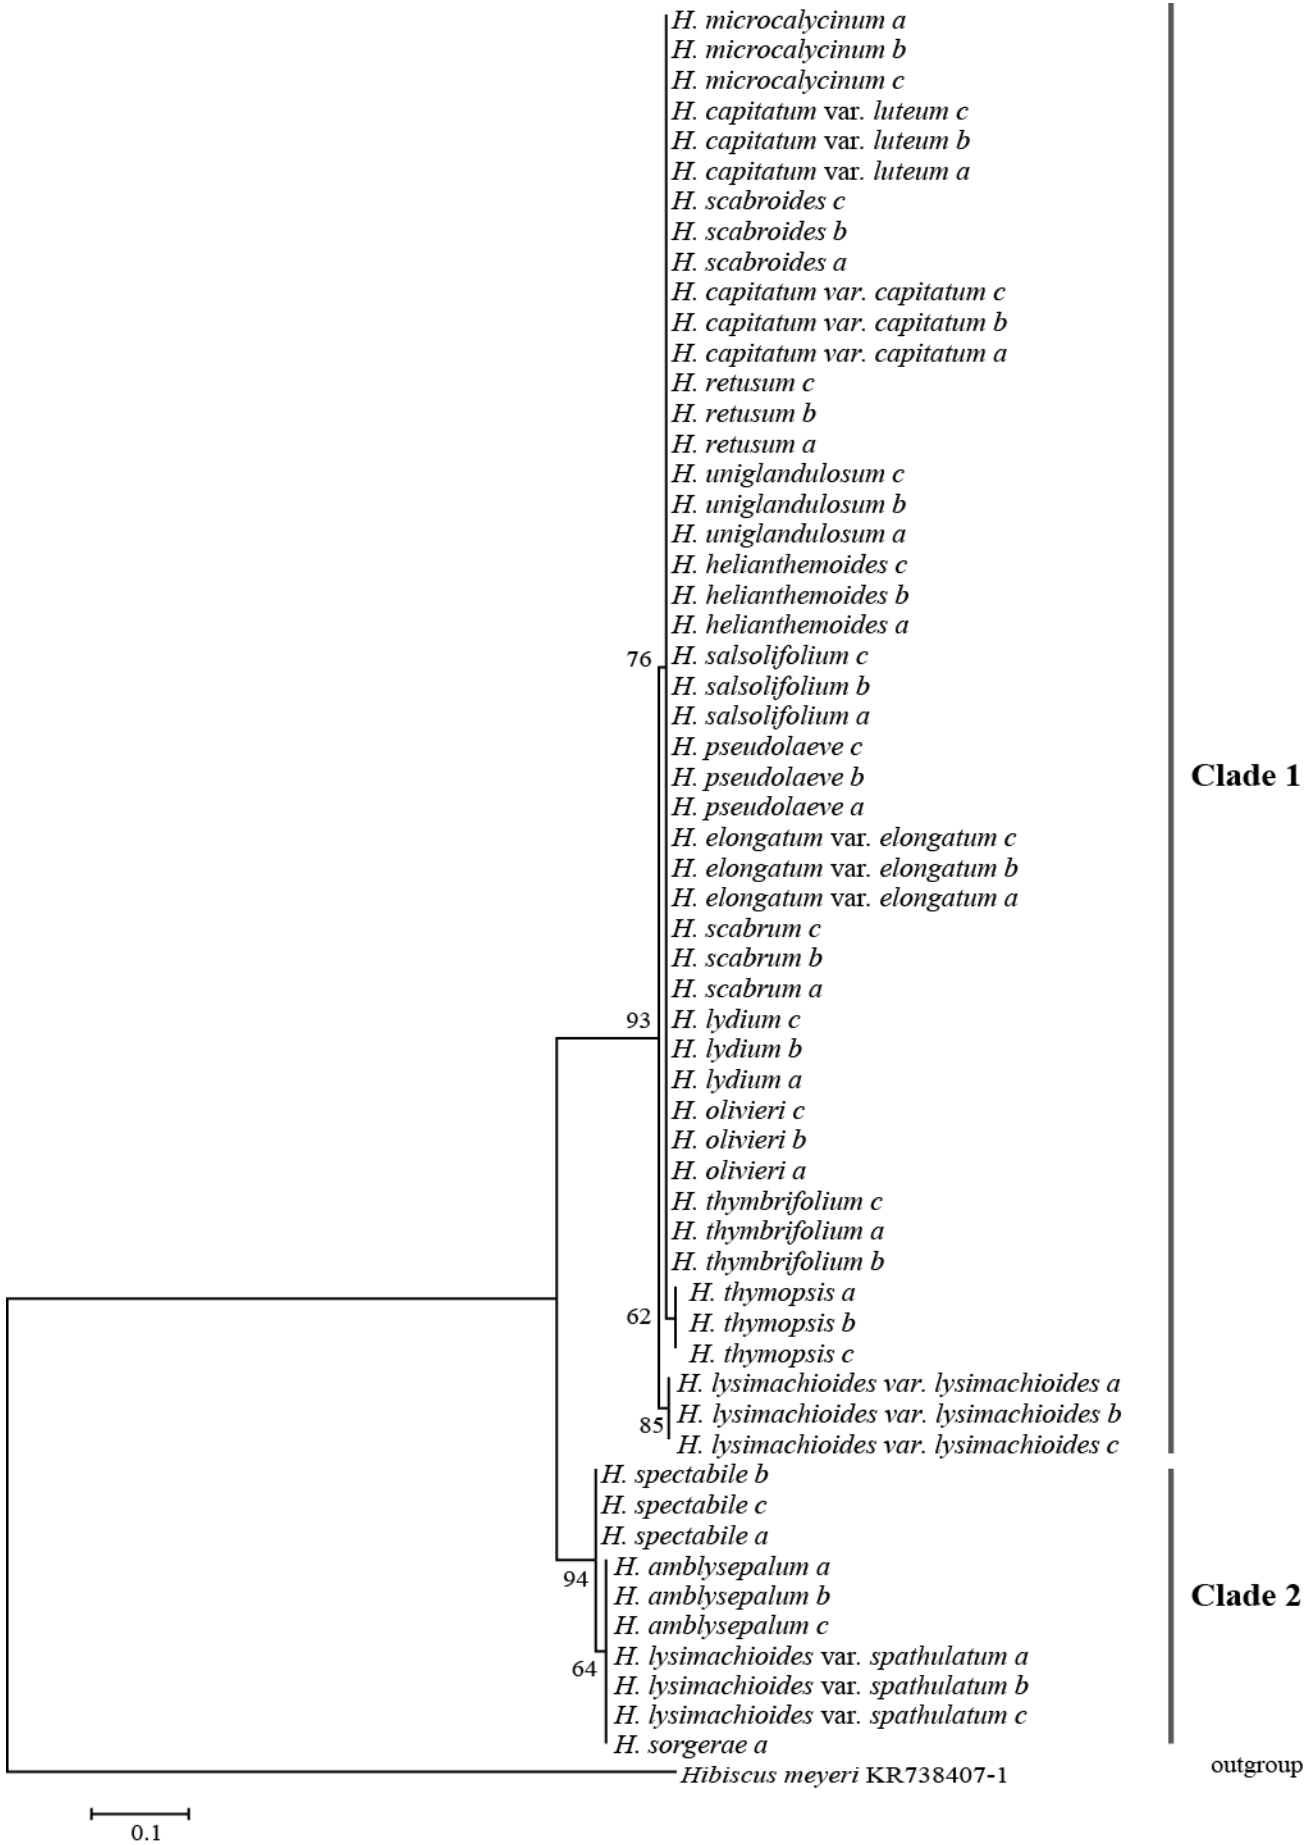 H. microcalycinum a
H. microcalycinum b
H. microcalycinum c
H. capitatum var. luteum c
H. capitatum var. luteum b
H. capitatum var. luteum a
H. scabroides c
H. scabroides b
H. scabroides a
H. capitatum var. capitatum c
H. capitatum var. capitatum b
H. capitatum var. capitatum a
H. retusum c
H. retusum b
H. retusum a
H. uniglandulosum c
H. uniglandulosum b
H. uniglandulosum a
H. helianthemoides c
H. helianthemoides b
H. helianthemoides a
76
H. salsolifolium c
H. salsolifolium b
H. salsolifolium a
H. pseudolaeve c
H. pseudolaeve b
Clade 1
H. pseudolaeve a
H. elongatum var. elongatum c
H. elongatum var. elongatum b
H. elongatum var. elongatum a
H. scabrum c
H. scabrum b
H. scabrum a
93
H. lydium c
H. lydium b
H. lydium a
H. olivieri c
H. olivieri b
H. olivieri a
H. thymbrifolium c
H. thymbrifolium a
H. thymbrifolium b
H. thymopsis a
62
H. thymopsis b
H. thymopsis c
H. lysimachioides var. lysimachioides a
H. lysimachioides var. lysimachioides b
85
H. lysimachioides var. lysimachioides c
H. spectabile b
H. spectabile c
H. spectabile a
H. amblysepalum a
94
H. amblysepalum b
Clade 2
H. amblysepalum c
H. lysimachioides var. spathulatum a
64
H. lysimachioides var. spathulatum b
H. lysimachioides var. spathulatum c
H. sorgerae a
outgroup
Hibiscus meyeri KR738407-1
0.1